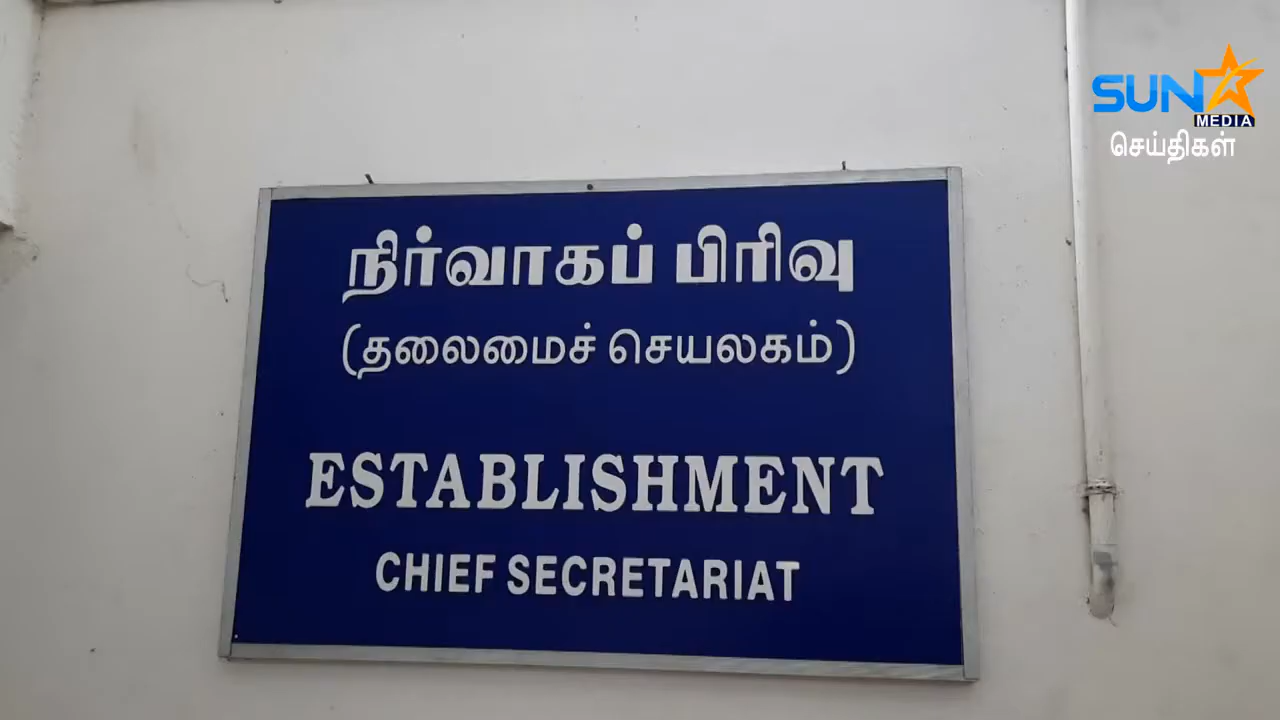 SUN
MEDIA
செய்திகள்
நிர்வாகப் பிரிவு
(தலைமைச் செயலகம்)
ESTABLISHMENT
CHIEF SECRETARIAT